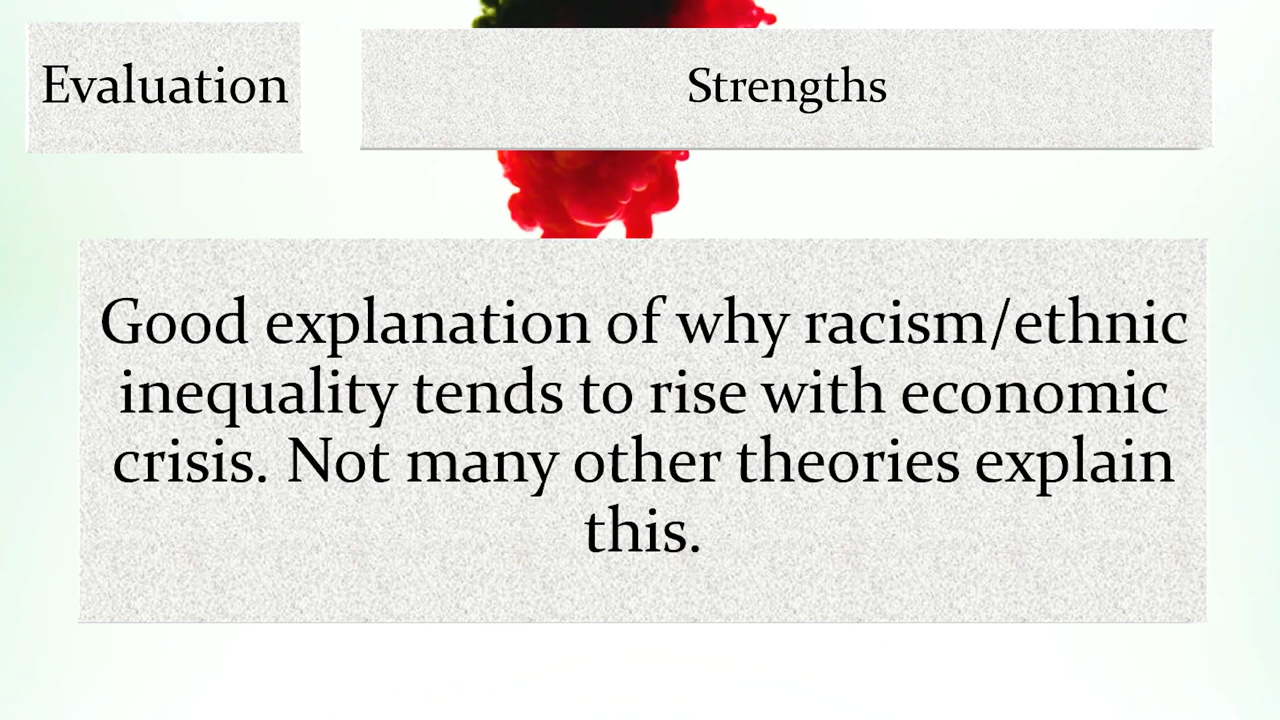 Evaluation
Strengths
Good explanation of why racism/ethnic
inequality tends to rise with economic
crisis. Not many other theories explain
this.